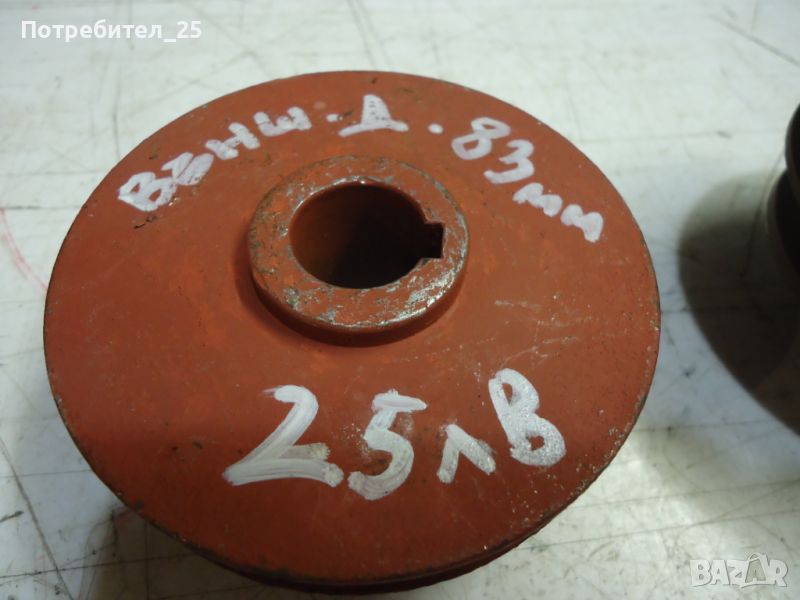 Потребител_25
ВЪНШ. Д. 83мм
25лв
BAZAR